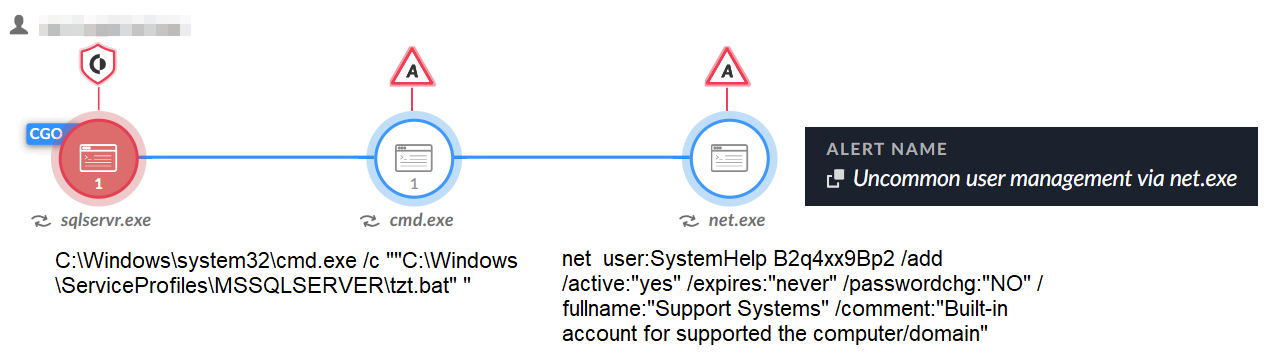 A
A
CGO
1
1
sqlservr.exe
cmd.exe
net.exe
ALERT NAME
Uncommon user management via net.exe
C:\Windows\system32\cmd.exe /c ""C:\Windows
\ServiceProfiles\MSSQLSERVER\tzt.bat" "
net  user:SystemHelp B2q4xx9Bp2 /add
/active:"yes" /expires:"never" /passwordchg:"NO" /
fullname:"Support Systems" /comment:"Built-in
account for supported the computer/domain"